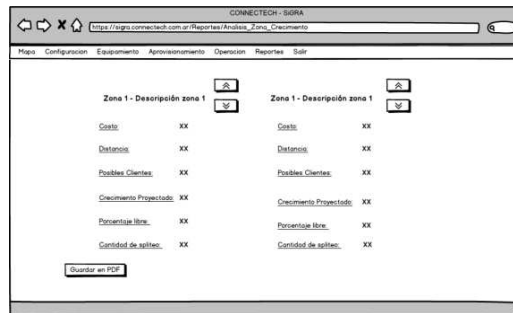 CONNECTECH - SiGRA
https://sigra.connectech.com.ar/Reportes/Analisis_Zona_Crecimiento
Mapa Configuracion Equipamiento Aprovisionamiento Operacion Reportes Salir
Zona 1 - Descripción zona 1 Zona 1 - Descripción zona 1
Costo: XX Costo: XX
Distancia: XX Distancia: XX
Posibles Clientes: XX Posibles Clientes: XX
Crecimiento Proyectado: XX Crecimiento Proyectado: XX
Porcentaje libre: XX Porcentaje libre: XX
Cantidad de spliteo: XX Cantidad de spliteo: XX
Guardar en PDF